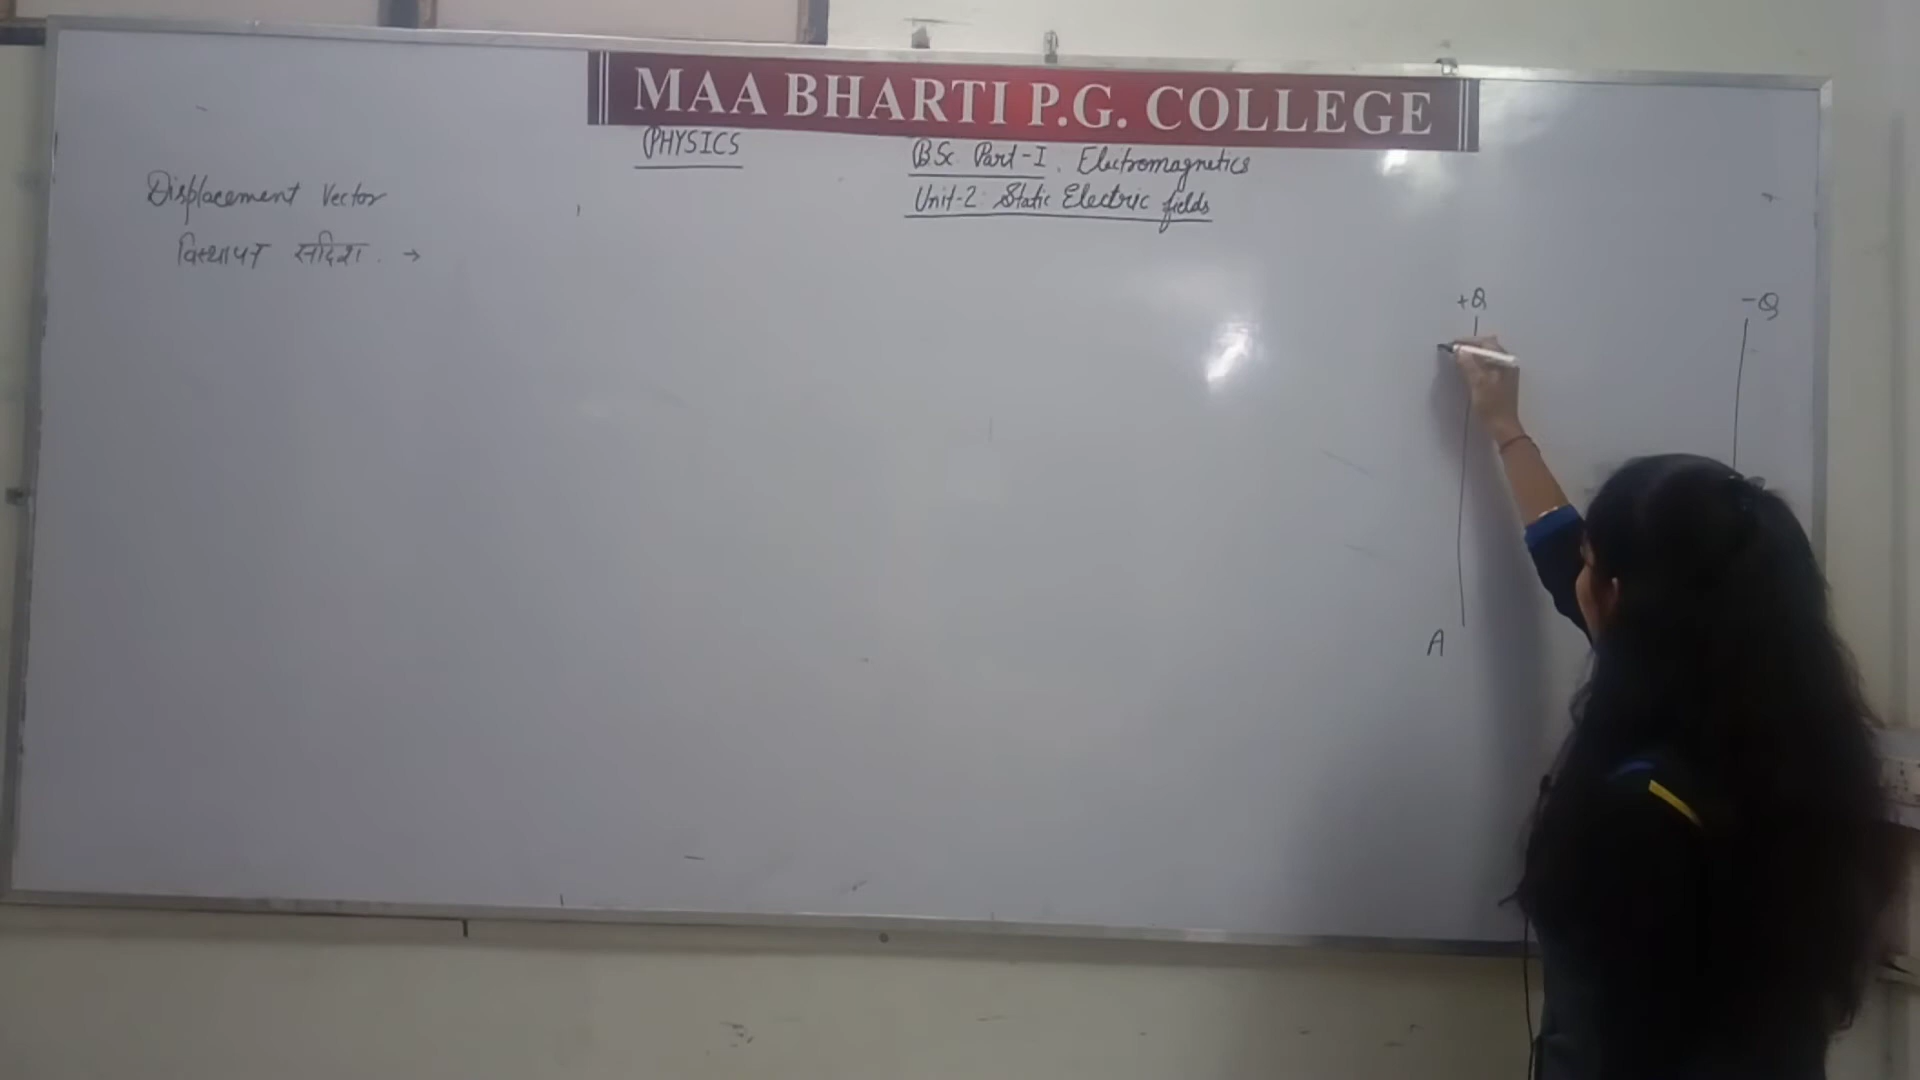 MAA BHARTI P.G. COLLEGE
PHYSICS
BSc Part-I. Electromagnetics
Unit-2: Static Electric fields
Displacement Vector
विस्थापन सदिश. →
+Q
-Q
A